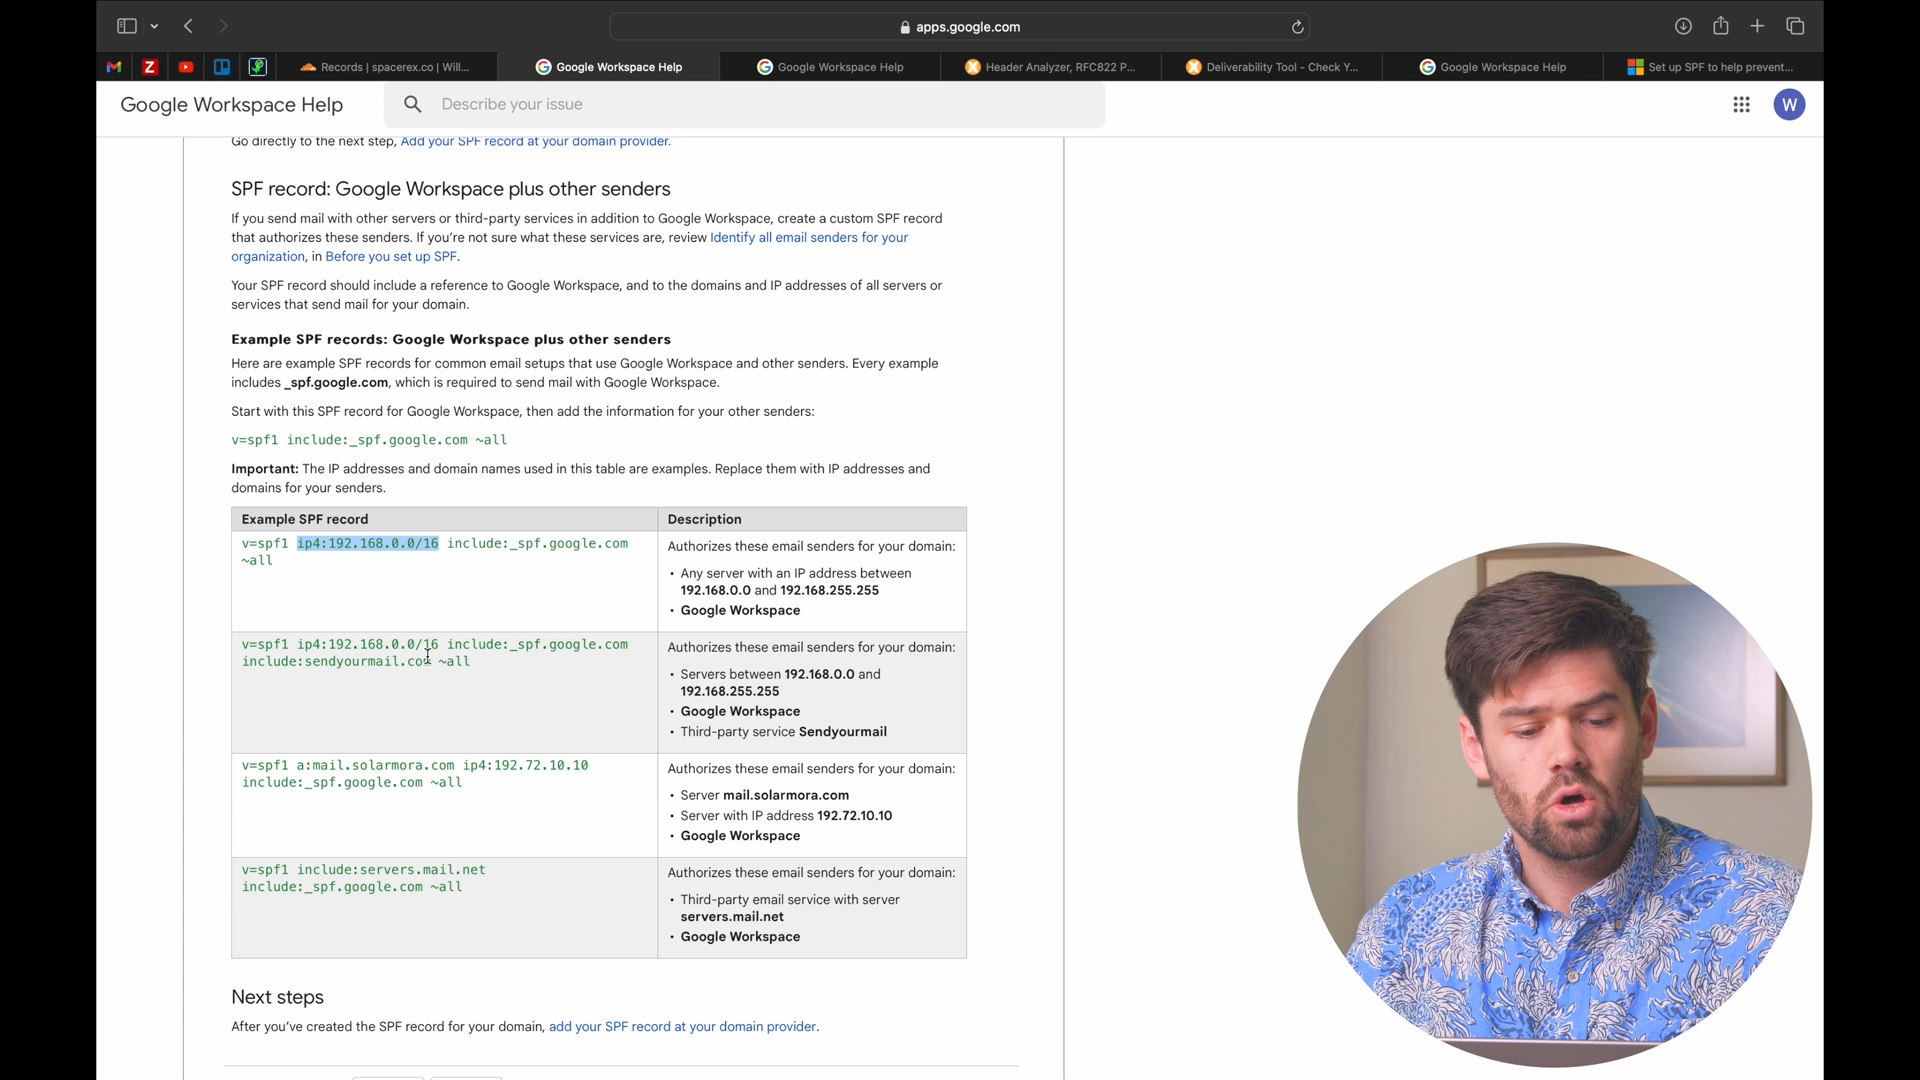 apps.google.com
Records | spacerex.co | Will...
Google Workspace Help
Google Workspace Help
Header Analyzer, RFC822 P...
Deliverability Tool - Check Y...
Google Workspace Help
Set up SPF to help prevent...
Google Workspace Help
Describe your issue
W
Go directly to the next step, Add your SPF record at your domain provider.
SPF record: Google Workspace plus other senders
If you send mail with other servers or third-party services in addition to Google Workspace, create a custom SPF record
that authorizes these senders. If you're not sure what these services are, review Identify all email senders for your
organization, in Before you set up SPF.
Your SPF record should include a reference to Google Workspace, and to the domains and IP addresses of all servers or
services that send mail for your domain.
Example SPF records: Google Workspace plus other senders
Here are example SPF records for common email setups that use Google Workspace and other senders. Every example
includes _spf.google.com, which is required to send mail with Google Workspace.
Start with this SPF record for Google Workspace, then add the information for your other senders:
v=spf1 include:_spf.google.com ~all
Important: The IP addresses and domain names used in this table are examples. Replace them with IP addresses and
domains for your senders.
Example SPF record
Description
v=spf1 ip4:192.168.0.0/16 include:_spf.google.com
~all
Authorizes these email senders for your domain:
• Any server with an IP address between
192.168.0.0 and 192.168.255.255
• Google Workspace
v=spf1 ip4:192.168.0.0/16 include:_spf.google.com
include:sendyourmail.com ~all
Authorizes these email senders for your domain:
• Servers between 192.168.0.0 and
192.168.255.255
• Google Workspace
• Third-party service Sendyourmail
v=spf1 a:mail.solarmora.com ip4:192.72.10.10
include:_spf.google.com ~all
Authorizes these email senders for your domain:
• Server mail.solarmora.com
• Server with IP address 192.72.10.10
• Google Workspace
v=spf1 include:servers.mail.net
include:_spf.google.com ~all
Authorizes these email senders for your domain:
• Third-party email service with server
servers.mail.net
• Google Workspace
Next steps
After you've created the SPF record for your domain, add your SPF record at your domain provider.